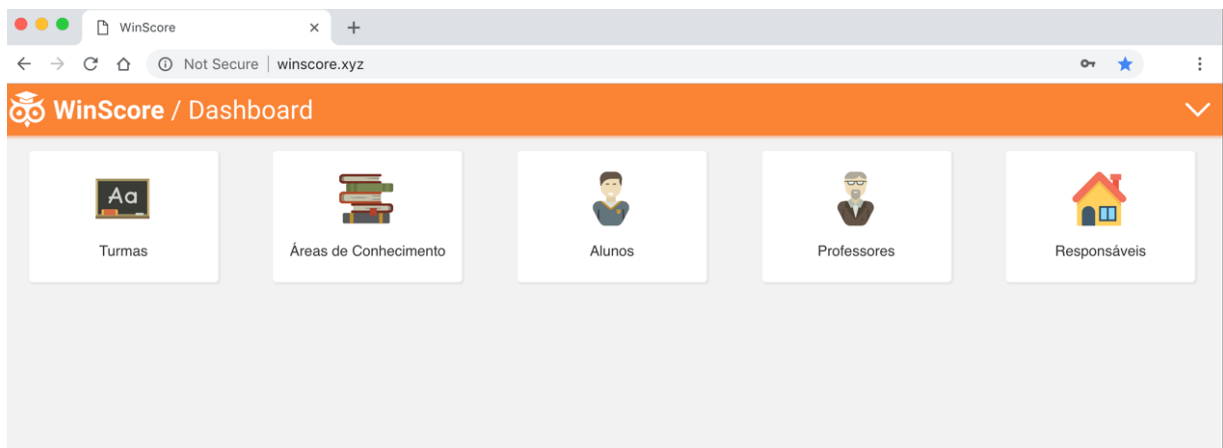 WinScore
Not Secure | winscore.xyz
WinScore / Dashboard
Aa
Turmas
Áreas de Conhecimento
Alunos
Professores
Responsáveis